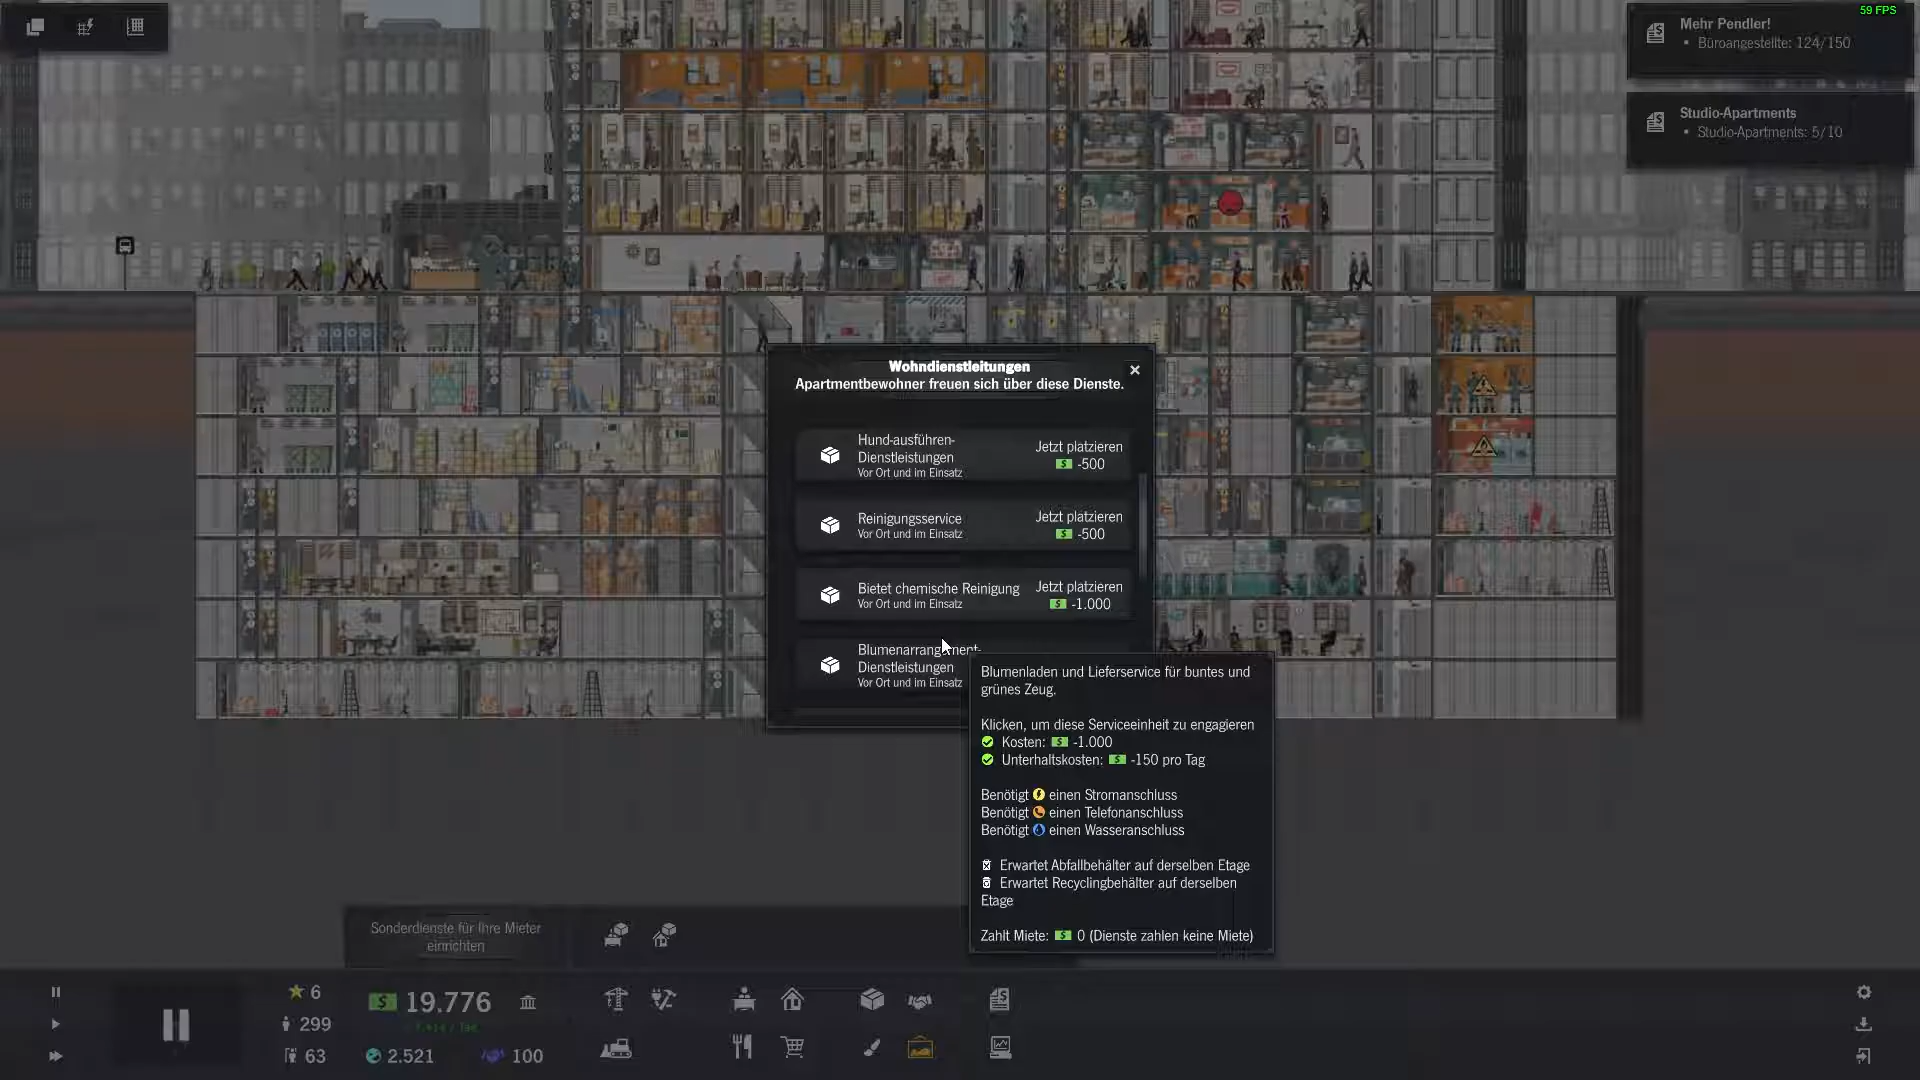 59 FPS
Mehr Pendler!
Büroangestellte: 124/150
Studio-Apartments
Studio-Apartments: 5/10
Wohndienstleitungen
Apartmentbewohner freuen sich über diese Dienste.
Hund-ausführen-
Dienstleistungen
Vor Ort und im Einsatz
Jetzt platzieren
-500
Reinigungsservice
Vor Ort und im Einsatz
Jetzt platzieren
-500
Bietet chemische Reinigung
Vor Ort und im Einsatz
Jetzt platzieren
-1.000
Blumenarrangement-
Dienstleistungen
Vor Ort und im Einsatz
Blumenladen und Lieferservice für buntes und
grünes Zeug.
Klicken, um diese Serviceeinheit zu engagieren
Kosten: -1.000
Unterhaltskosten: -150 pro Tag
Benötigt einen Stromanschluss
Benötigt einen Telefonanschluss
Benötigt einen Wasseranschluss
Erwartet Abfallbehälter auf derselben Etage
Erwartet Recyclingbehälter auf derselben
Etage
Zahlt Miete: 0 (Dienste zahlen keine Miete)
Sonderdienste für Ihre Mieter
einrichten
6
299
63
19.776
2.521
100